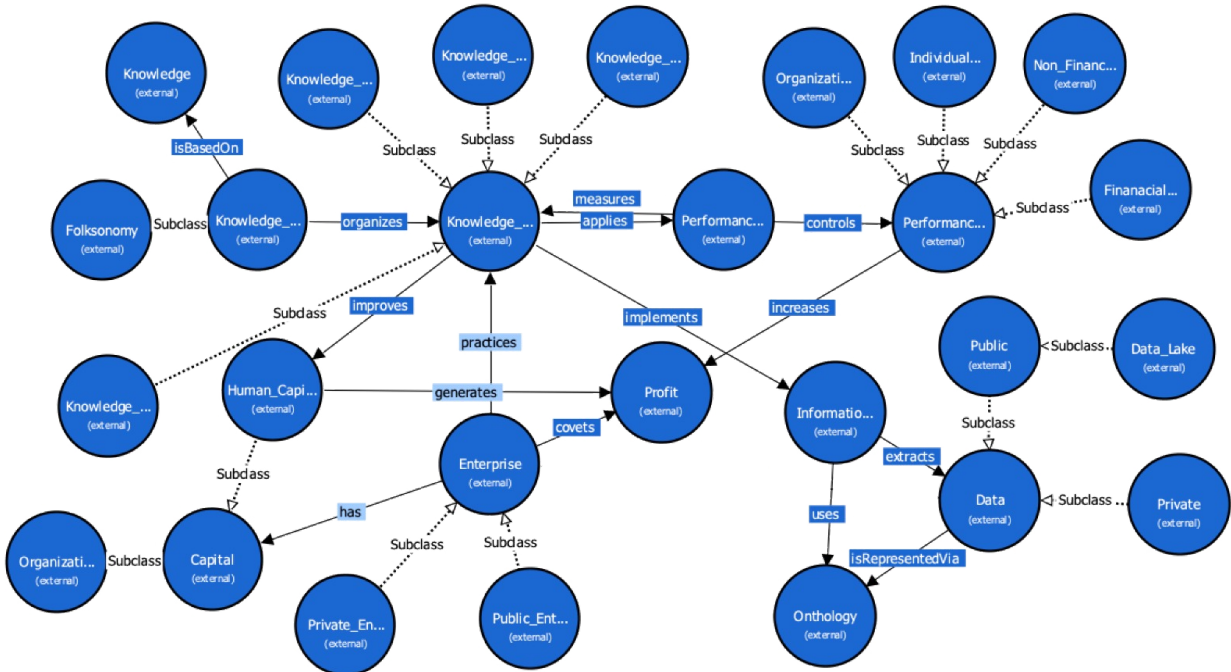 Knowledge_...
(external)
Knowledge_...
(external)
Individual...
(external)
Knowledge
(external)
Knowledge_...
(external)
Organizati...
(external)
Non_Financ...
(external)
Subclass
Subclass
Subclass
Subclass
Subclass
Subclass
isBasedOn
Finanacial...
(external)
measures
Subclass
Folksonomy
(external)
Subclass
Knowledge_...
(external)
organizes
Knowledge_...
(external)
applies
Performanc...
(external)
controls
Performanc...
(external)
Subclass
improves
implements
increases
practices
Public
(external)
Subclass
Data_Lake
(external)
Knowledge_...
(external)
Human_Capi...
(external)
generates
Profit
(external)
Informatio...
(external)
covets
Subclass
extracts
Subclass
Enterprise
(external)
has
uses
Data
(external)
Subclass
Private
(external)
Organizati...
(external)
Subclass
Capital
(external)
Subclass
Subclass
isRepresentedVia
Private_En...
(external)
Public_Ent...
(external)
Onthology
(external)